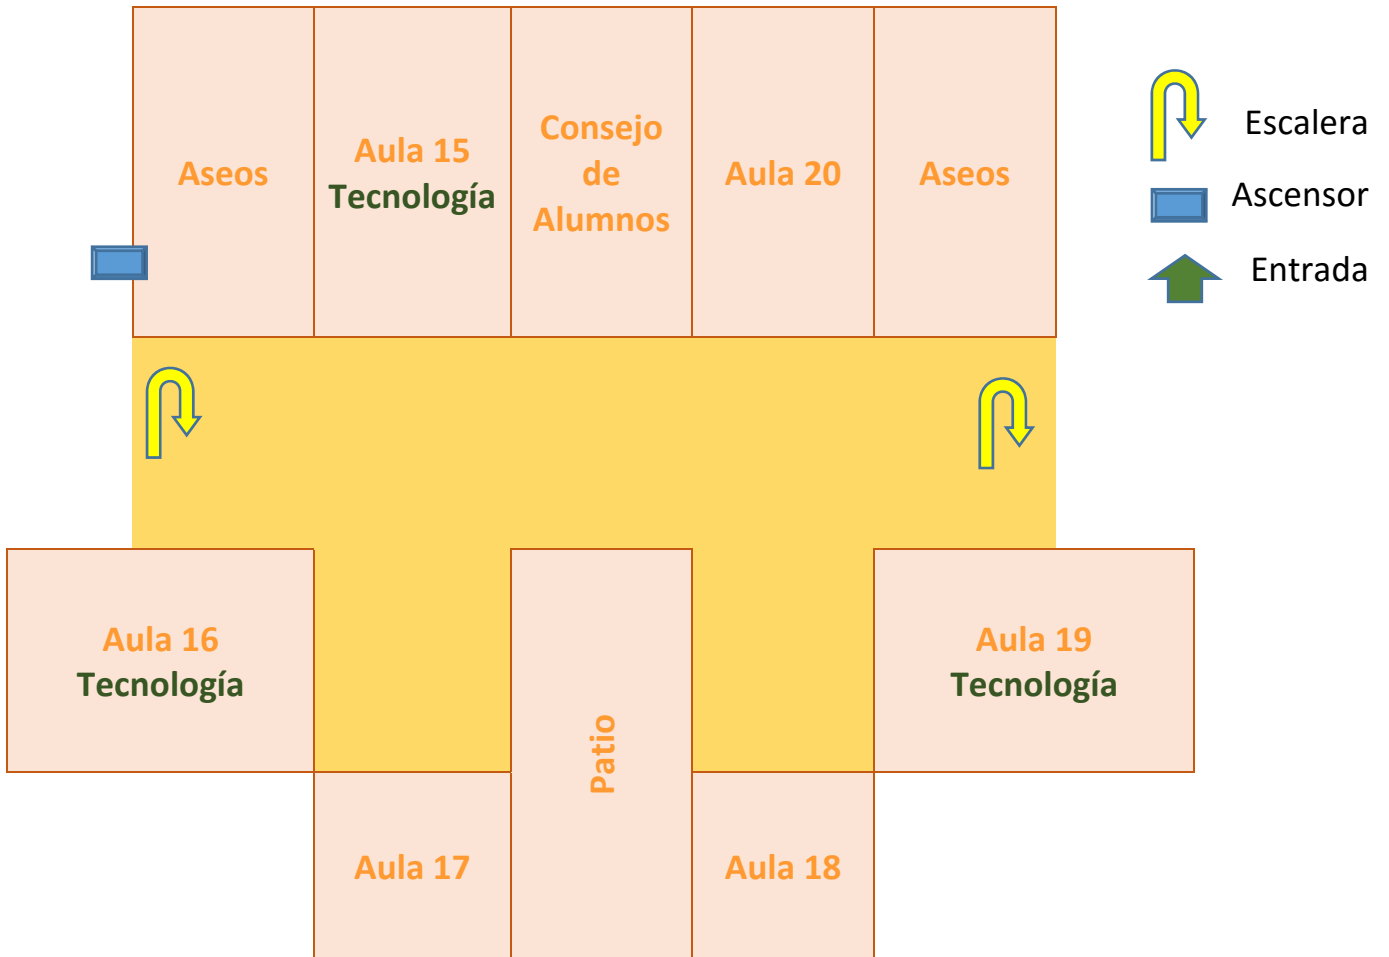 Aseos
Aula 15
Tecnología
Consejo
de
Alumnos
Aula 20
Aseos
Escalera
Ascensor
Entrada
Aula 16
Tecnología
Patio
Aula 19
Tecnología
Aula 17
Aula 18